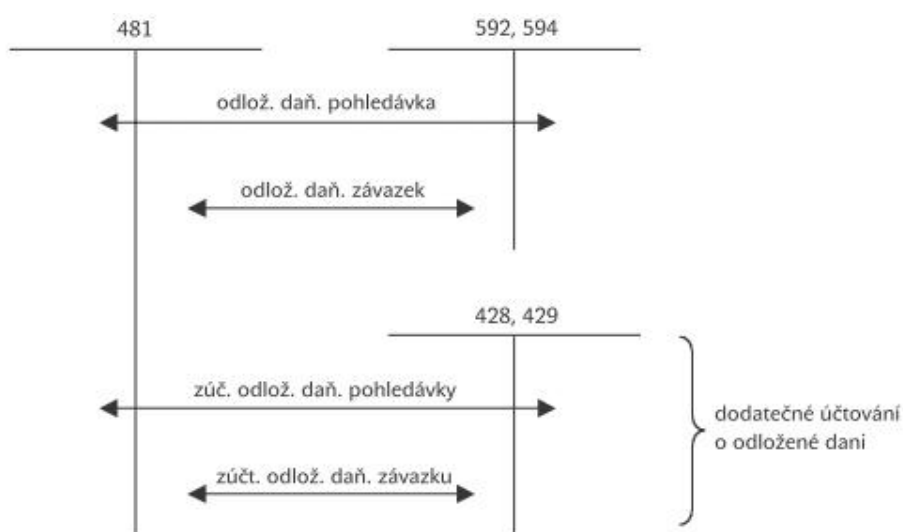 481
592, 594
odlož. daň. pohledávka
odlož. daň. závazek
428, 429
zúč. odlož. daň. pohledávky
dodatečné účtování
o odložené dani
zúčt. odlož. daň. závazku